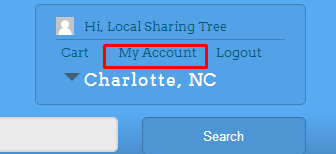 Hi, Local Sharing Tree
Cart My Account Logout
Charlotte, NC
Search